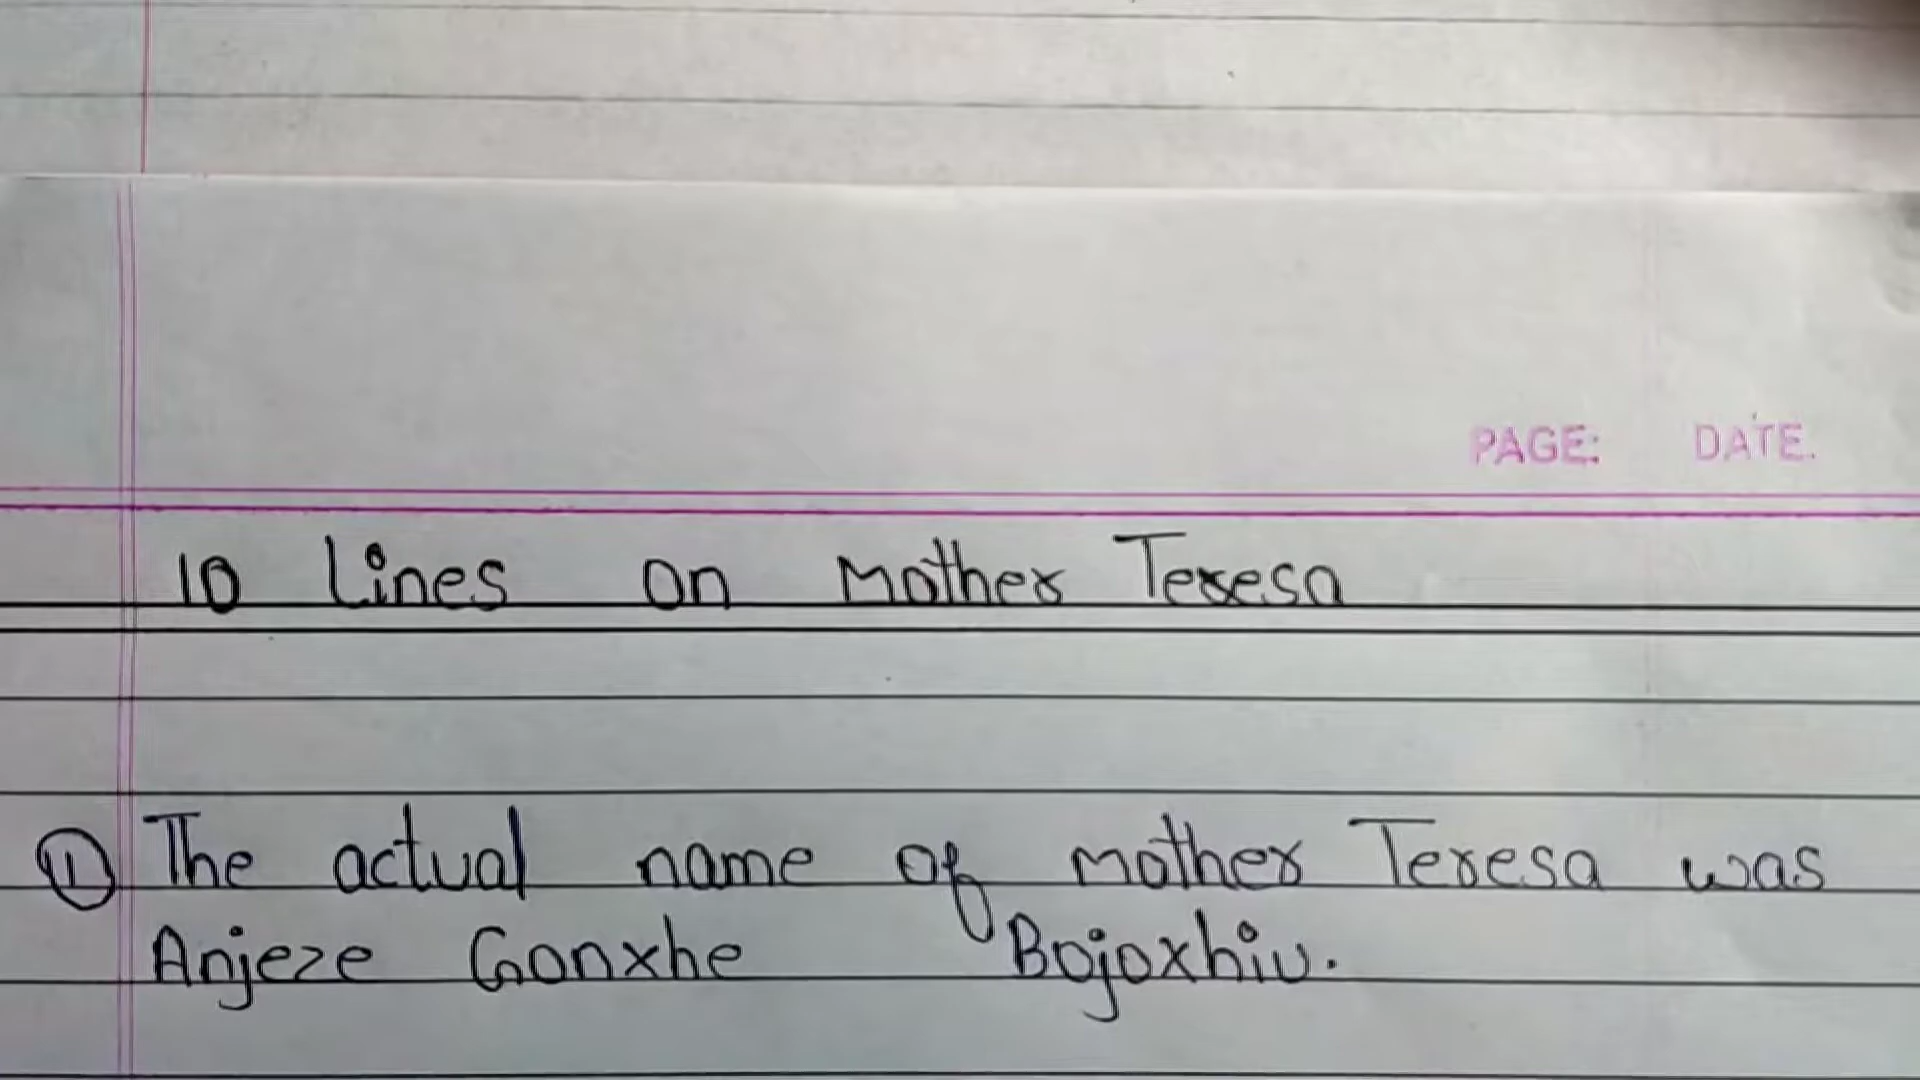 PAGE: DATE.
10 Lines on Mother Teresa
1 The actual name of mother Teresa was
Anjeze Gonxhe Bojoxhiu.